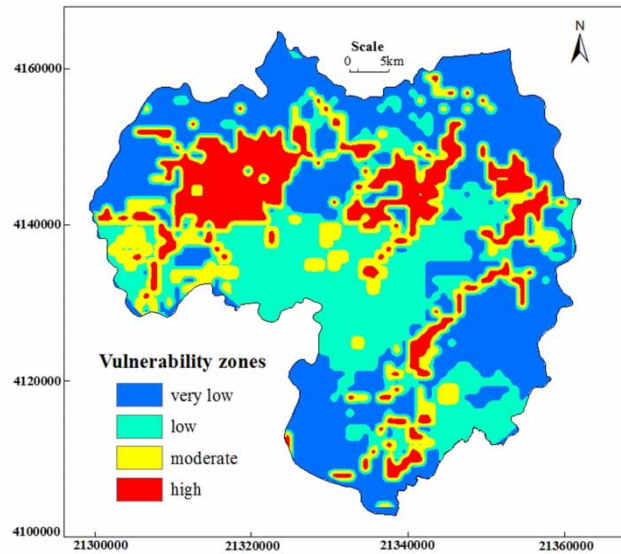 N
Scale
0 5km
4160000
4140000
4120000
4100000
Vulnerability zones
very low
low
moderate
high
21300000 21320000 21340000 21360000